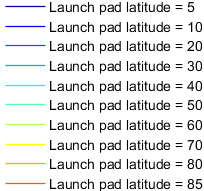 Launch pad latitude = 5
Launch pad latitude = 10
Launch pad latitude = 20
Launch pad latitude = 30
Launch pad latitude = 40
Launch pad latitude = 50
Launch pad latitude = 60
Launch pad latitude = 70
Launch pad latitude = 80
Launch pad latitude = 85